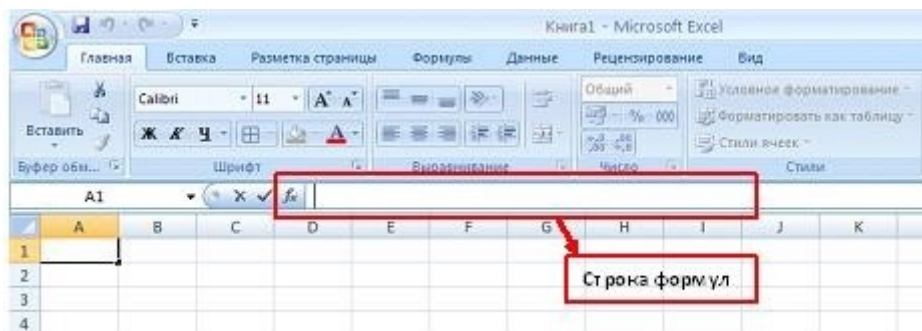 Книга1 - Microsoft Excel
Главная Вставка Разметка страницы Формулы Данные Рецензирование Вид
Вставить
Calibri 11 А А
Ж К Ч А
Общий
% 000
Условное форматирование
Форматировать как таблицу
Стили ячеек
Буфер обм... Шрифт Выравнивание Число Стили
A1 fx
A B C D E F G H I J K
1
2
3
4
Строка формул